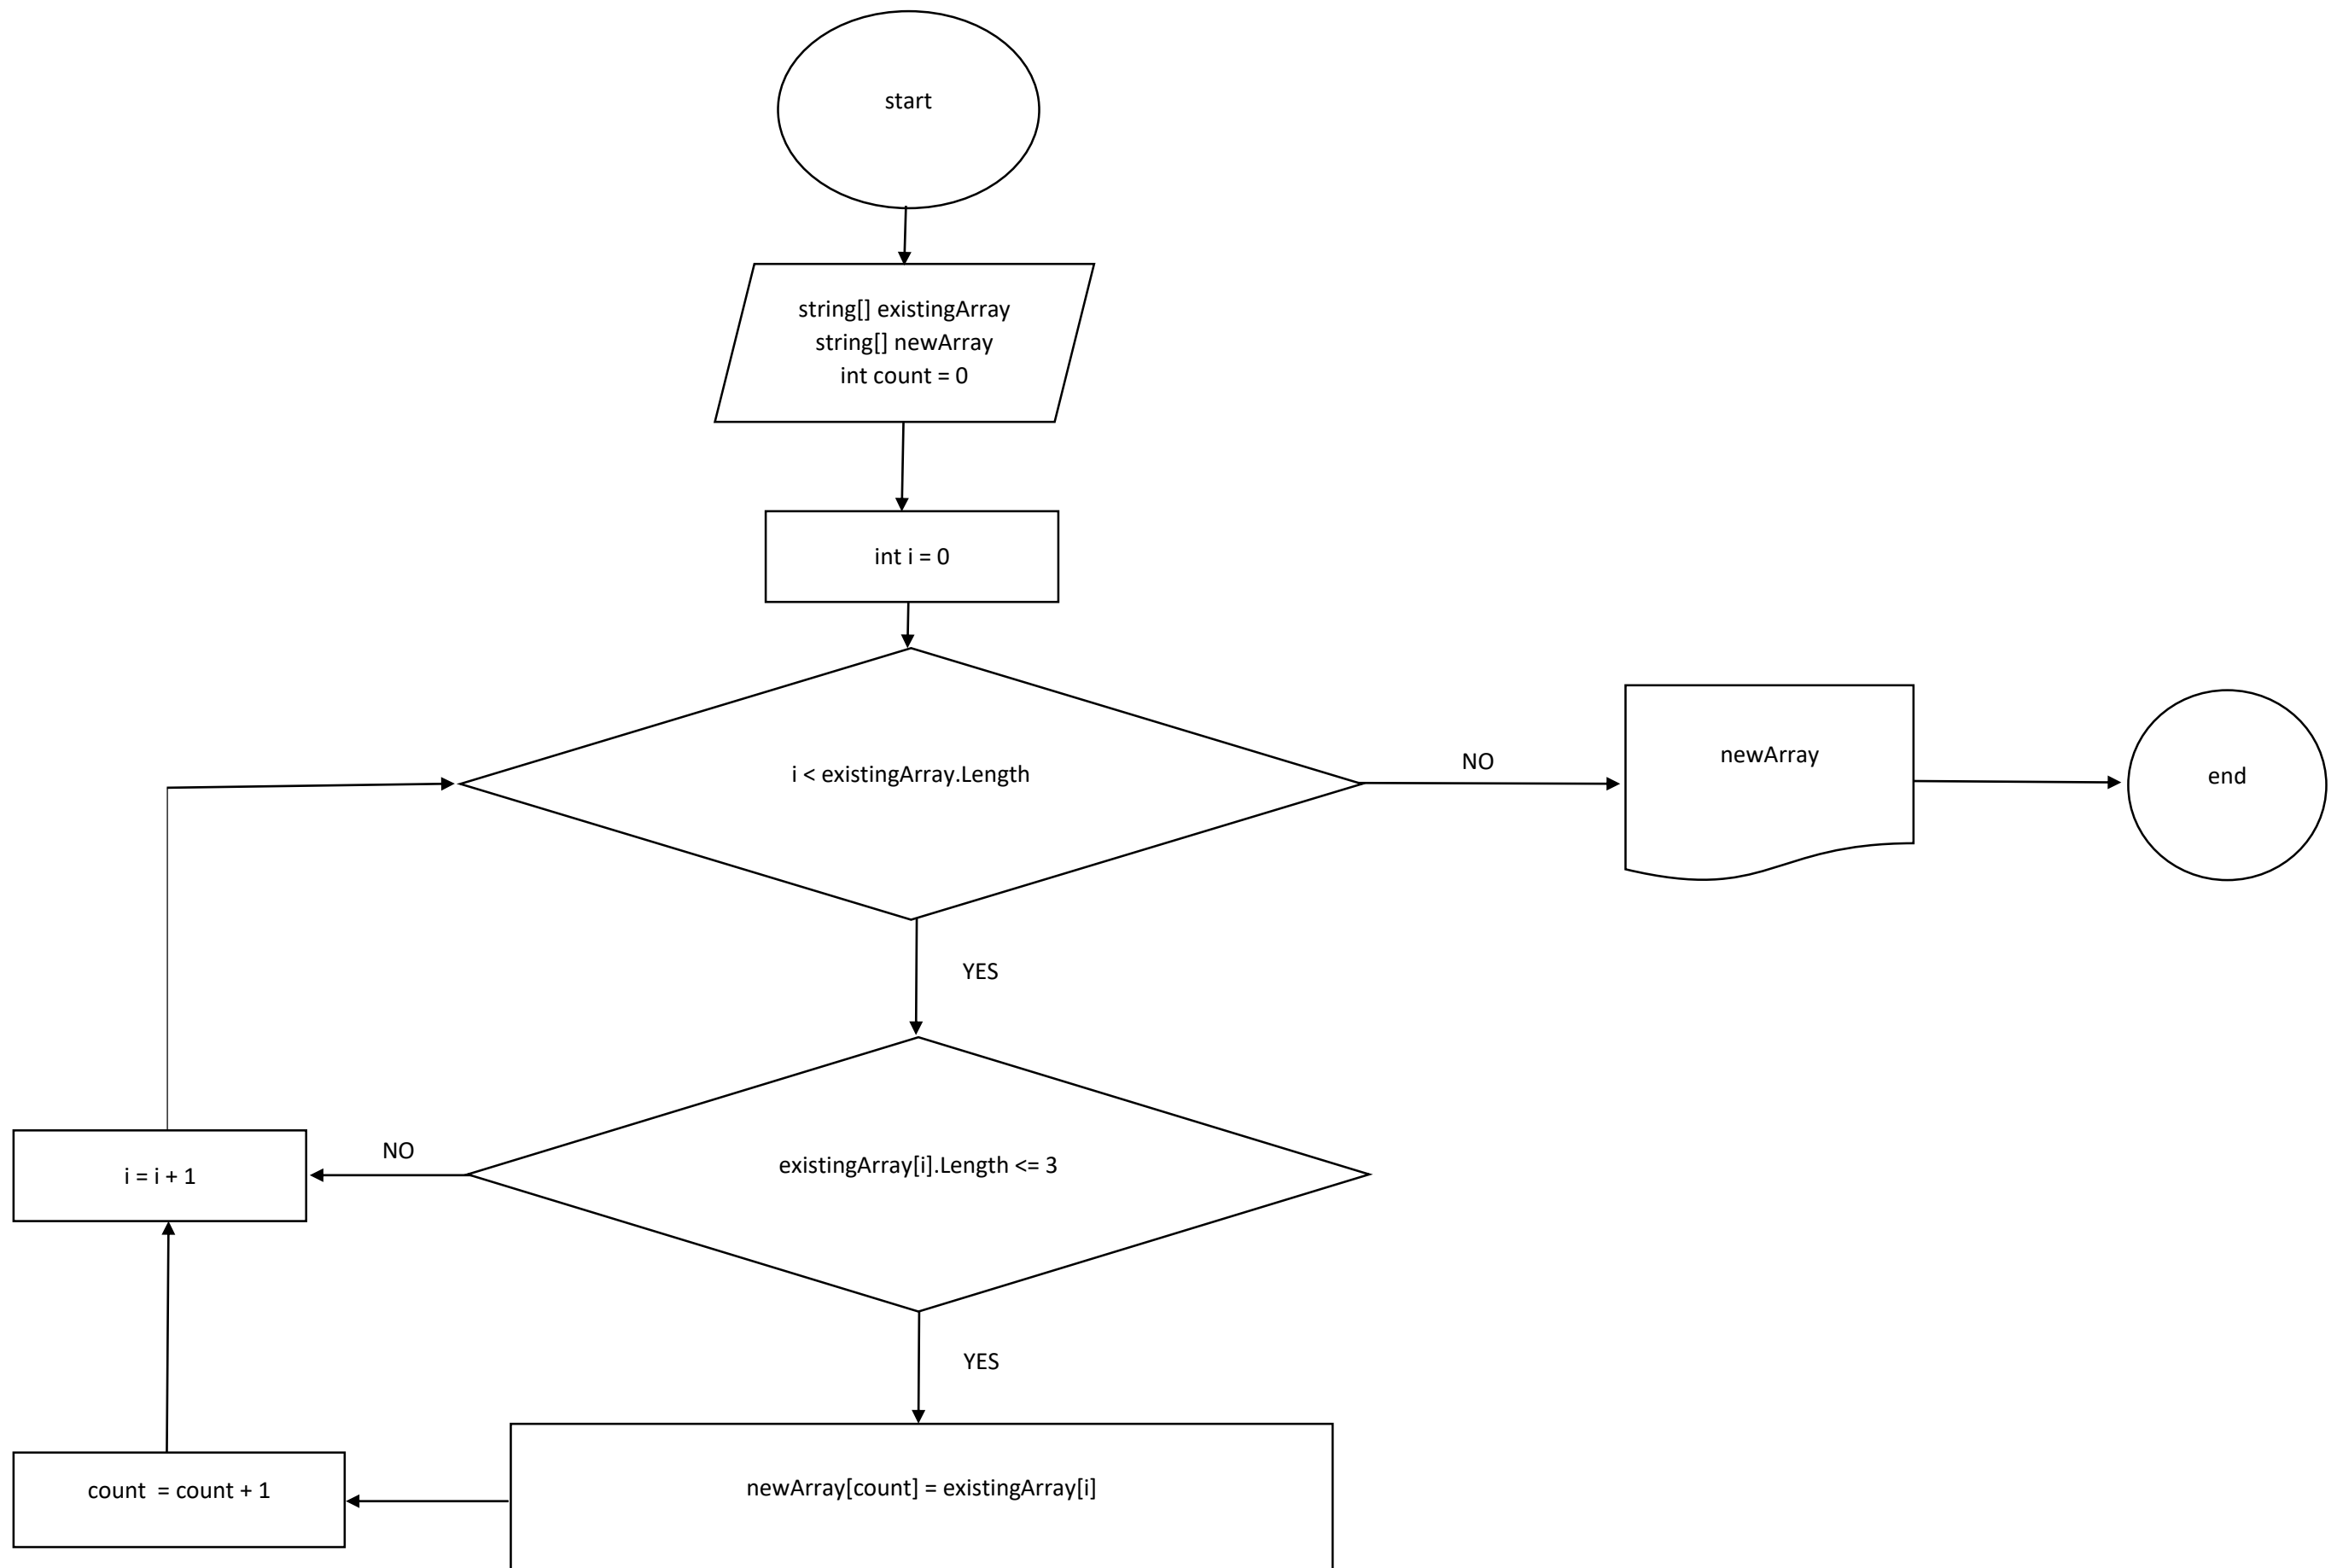 start
string[] existingArray
string[] newArray
int count = 0
int i = 0
i < existingArray.Length
NO
newArray
end
YES
existingArray[i].Length <= 3
NO
i = i + 1
YES
newArray[count] = existingArray[i]
count  = count + 1